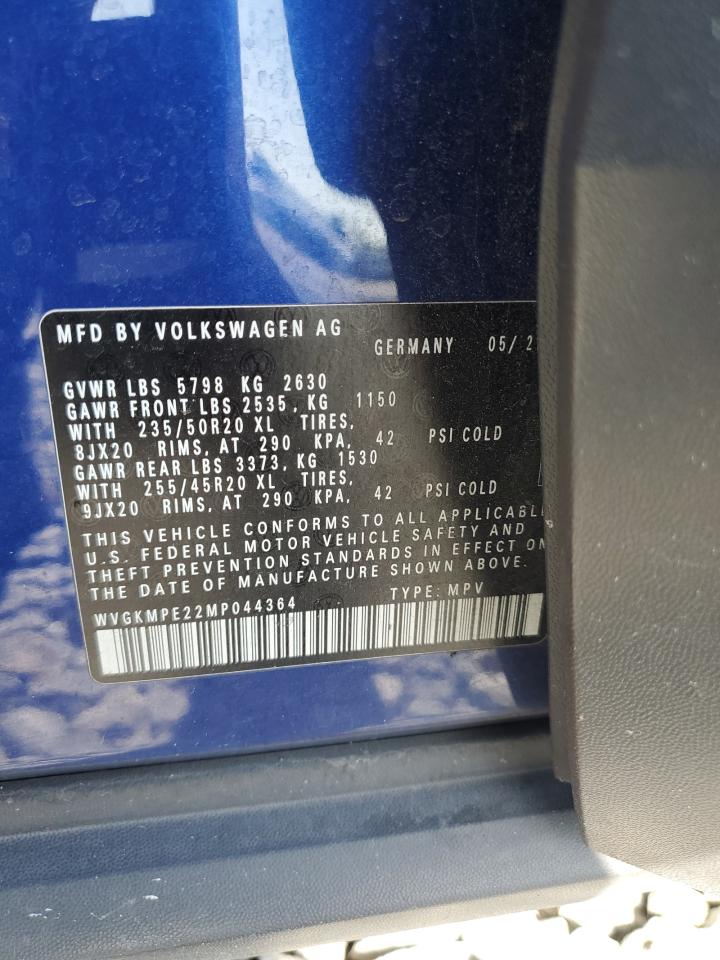 MFD BY VOLKSWAGEN AG
GERMANY 05/ 2
GVWR LBS 5798 KG 2630
GAWR FRONT LBS 2535, KG 1150
WITH 235/50R20 XL TIRES,
8JX20 RIMS, AT 290 KPA, 42 PSI COLD
GAWR REAR LBS 3373, KG 1530
WITH 255/45R20 XL TIRES,
9JX20 RIMS, AT 290 KPA, 42 PSI COLD
THIS VEHICLE CONFORMS TO ALL APPLICABL
U.S. FEDERAL MOTOR VEHICLE SAFETY AND
THEFT PREVENTION STANDARDS IN EFFECT ON
THE DATE OF MANUFACTURE SHOWN ABOVE.
WVGKMPE22MP044364 TYPE: MPV